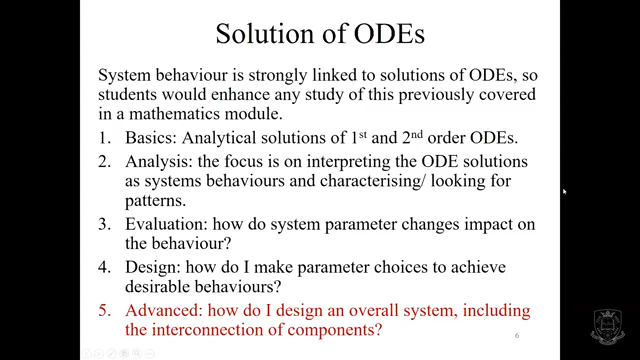 Solution of ODEs
System behaviour is strongly linked to solutions of ODEs, so
students would enhance any study of this previously covered
in a mathematics module.
1. Basics: Analytical solutions of 1st and 2nd order ODEs.
2. Analysis: the focus is on interpreting the ODE solutions
as systems behaviours and characterising/ looking for
patterns.
3. Evaluation: how do system parameter changes impact on
the behaviour?
4. Design: how do I make parameter choices to achieve
desirable behaviours?
5. Advanced: how do I design an overall system, including
the interconnection of components?
6